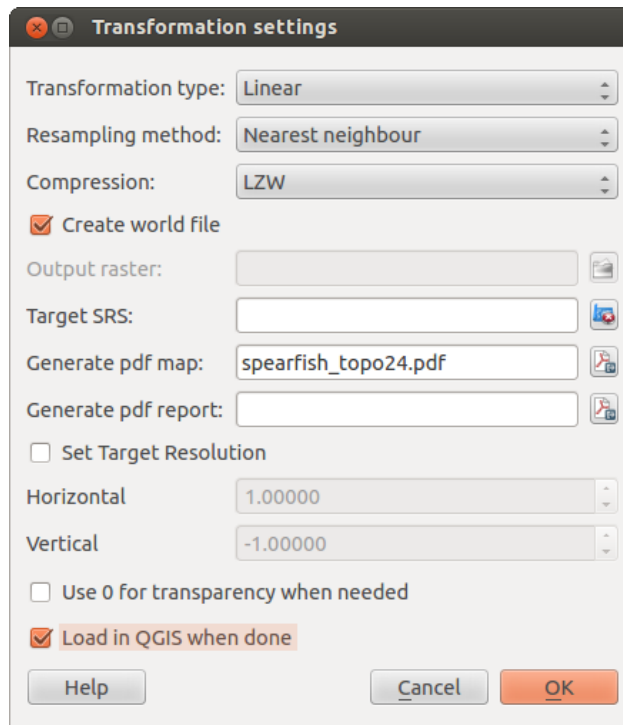 Transformation settings
Transformation type: Linear
Resampling method: Nearest neighbour
Compression: LZW
Create world file
Output raster:
Target SRS:
Generate pdf map: spearfish_topo24.pdf
Generate pdf report:
Set Target Resolution
Horizontal 1.00000
Vertical -1.00000
Use 0 for transparency when needed
Load in QGIS when done
Help Cancel OK